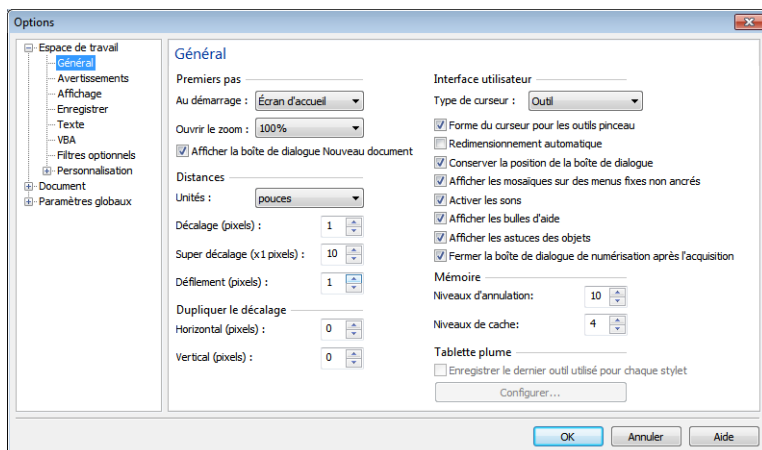 Options
Espace de travail
Général
Avertissements
Affichage
Enregistrer
Texte
VBA
Filtres optionnels
Personnalisation
Document
Paramètres globaux
Général
Premiers pas
Au démarrage : Écran d'accueil
Ouvrir le zoom : 100%
Afficher la boîte de dialogue Nouveau document
Distances
Unités : pouces
Décalage (pixels) : 1
Super décalage (x1 pixels) : 10
Défilement (pixels) : 1
Dupliquer le décalage
Horizontal (pixels) : 0
Vertical (pixels) : 0
Interface utilisateur
Type de curseur : Outil
Forme du curseur pour les outils pinceau
Redimensionnement automatique
Conserver la position de la boîte de dialogue
Afficher les mosaïques sur des menus fixes non ancrés
Activer les sons
Afficher les bulles d'aide
Afficher les astuces des objets
Fermer la boîte de dialogue de numérisation après l'acquisition
Mémoire
Niveaux d'annulation: 10
Niveaux de cache: 4
Tablette plume
Enregistrer le dernier outil utilisé pour chaque stylet
Configurer...
OK Annuler Aide